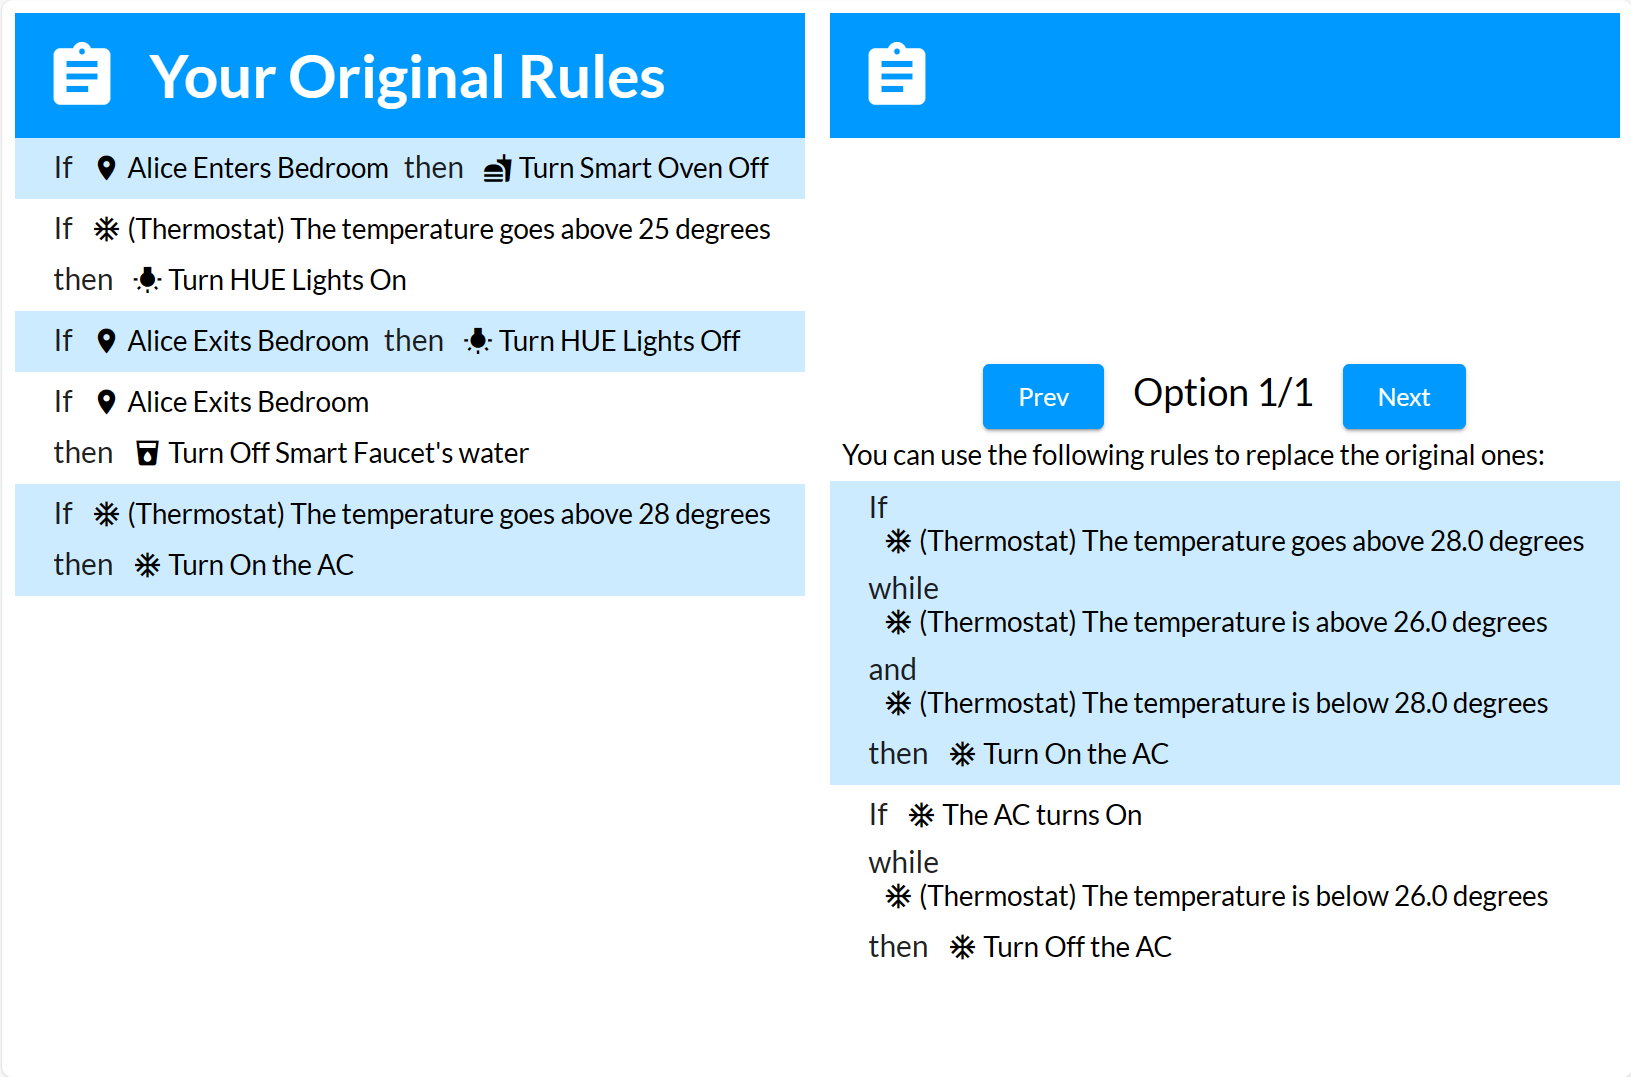 Your Original Rules
If Alice Enters Bedroom then Turn Smart Oven Off
If (Thermostat) The temperature goes above 25 degrees
then Turn HUE Lights On
If Alice Exits Bedroom then Turn HUE Lights Off
If Alice Exits Bedroom
then Turn Off Smart Faucet's water
If (Thermostat) The temperature goes above 28 degrees
then Turn On the AC
Prev Option 1/1 Next
You can use the following rules to replace the original ones:
If
(Thermostat) The temperature goes above 28.0 degrees
while
(Thermostat) The temperature is above 26.0 degrees
and
(Thermostat) The temperature is below 28.0 degrees
then Turn On the AC
If The AC turns On
while
(Thermostat) The temperature is below 26.0 degrees
then Turn Off the AC